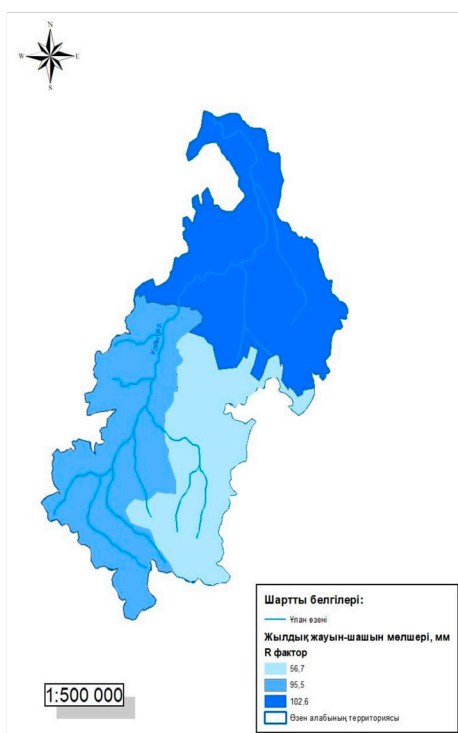 N
W E
S
1:500 000
Шартты белгілері:
Ұлан өзені
Жылдық жауын-шашын мөлшері, мм
R фактор
56,7
95,5
102,6
Өзен алабының территориясы